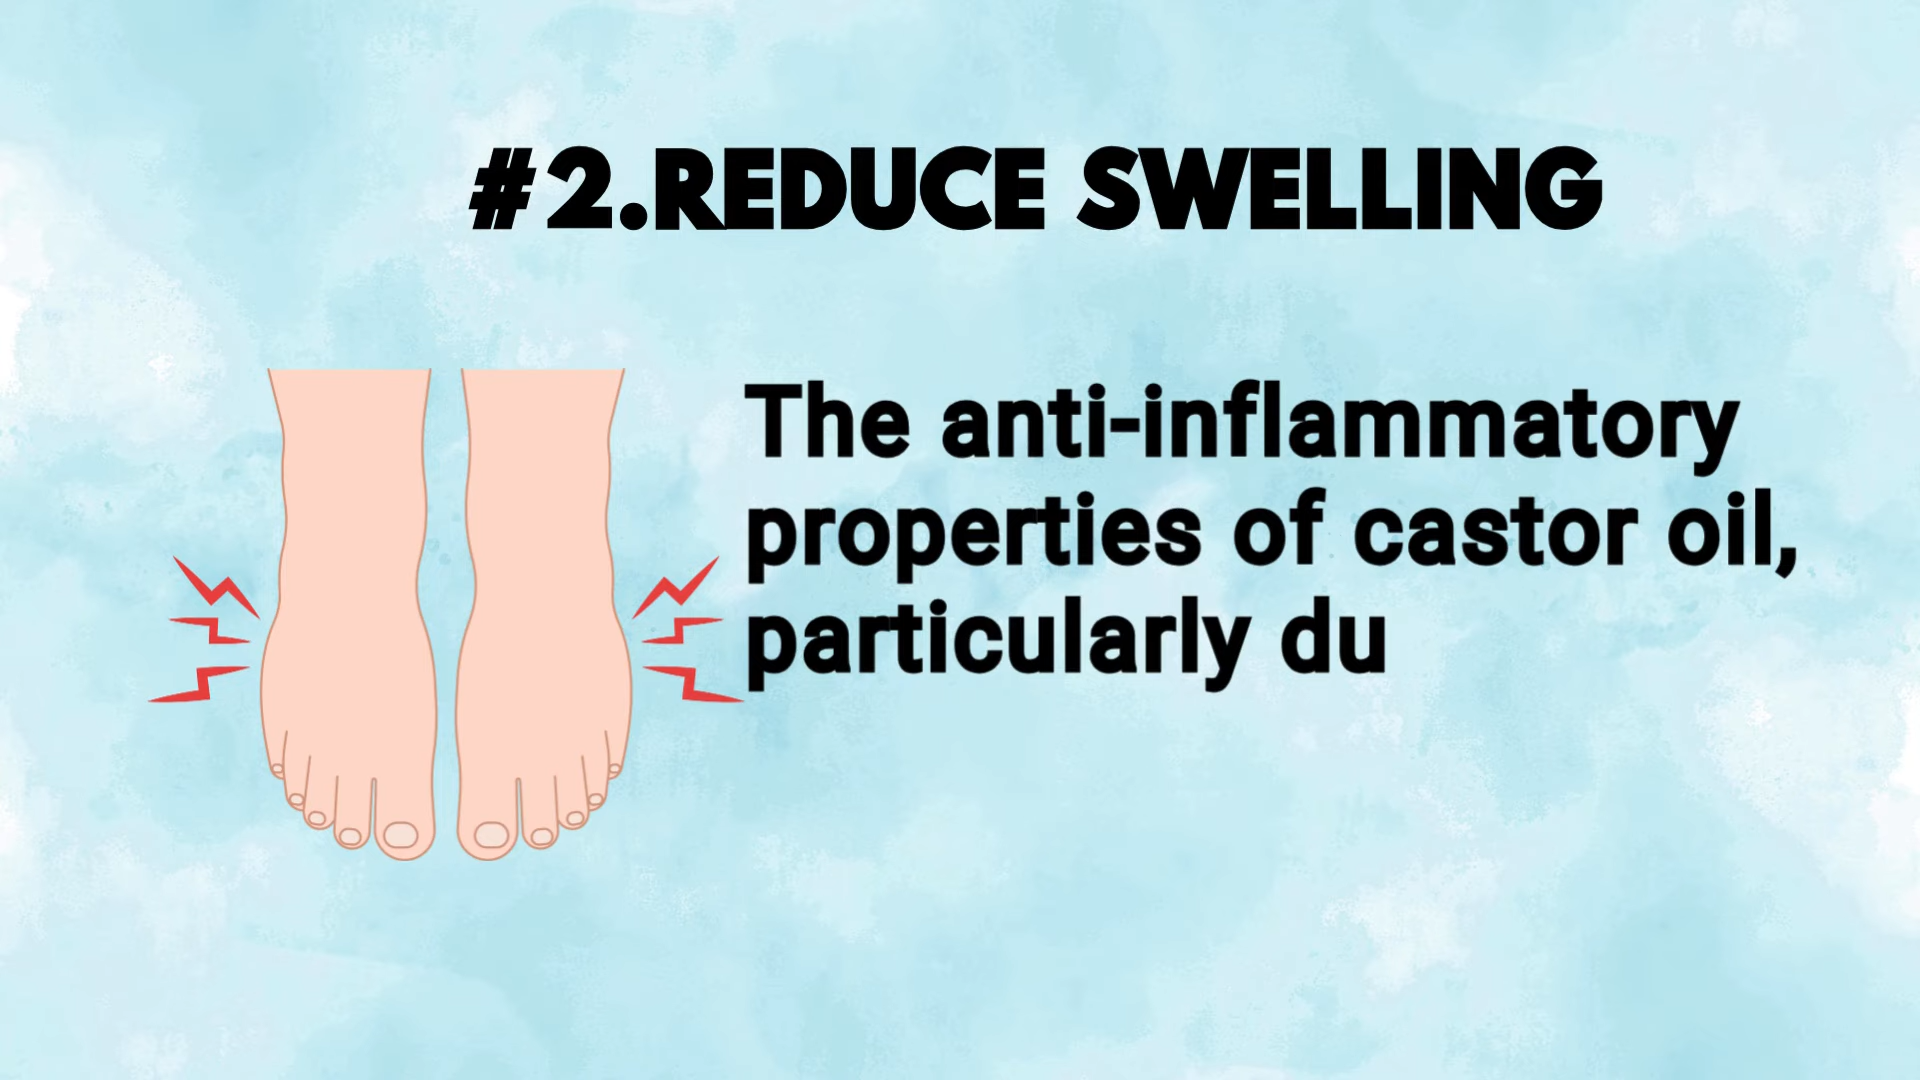 #2.REDUCE SWELLING
The anti-inflammatory
properties of castor oil,
particularly du